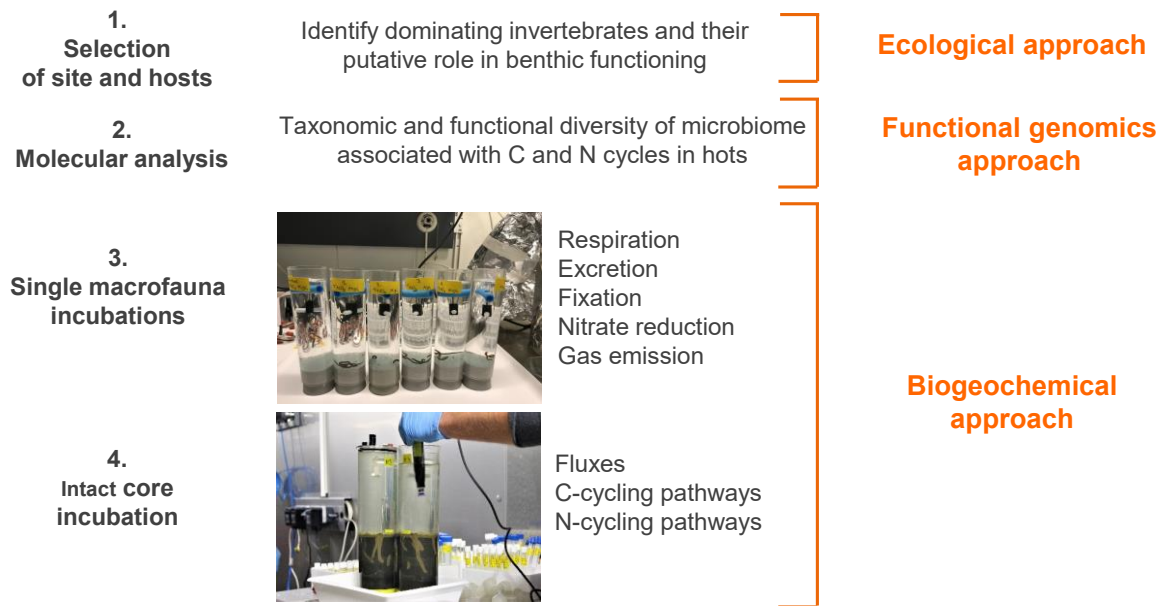 1.
Selection
of site and hosts
Identify dominating invertebrates and their
putative role in benthic functioning
Ecological approach
2.
Molecular analysis
Taxonomic and functional diversity of microbiome
associated with C and N cycles in hots
Functional genomics
approach
3.
Single macrofauna
incubations
Respiration
Excretion
Fixation
Nitrate reduction
Gas emission
Biogeochemical
approach
4.
Intact core
incubation
Fluxes
C-cycling pathways
N-cycling pathways